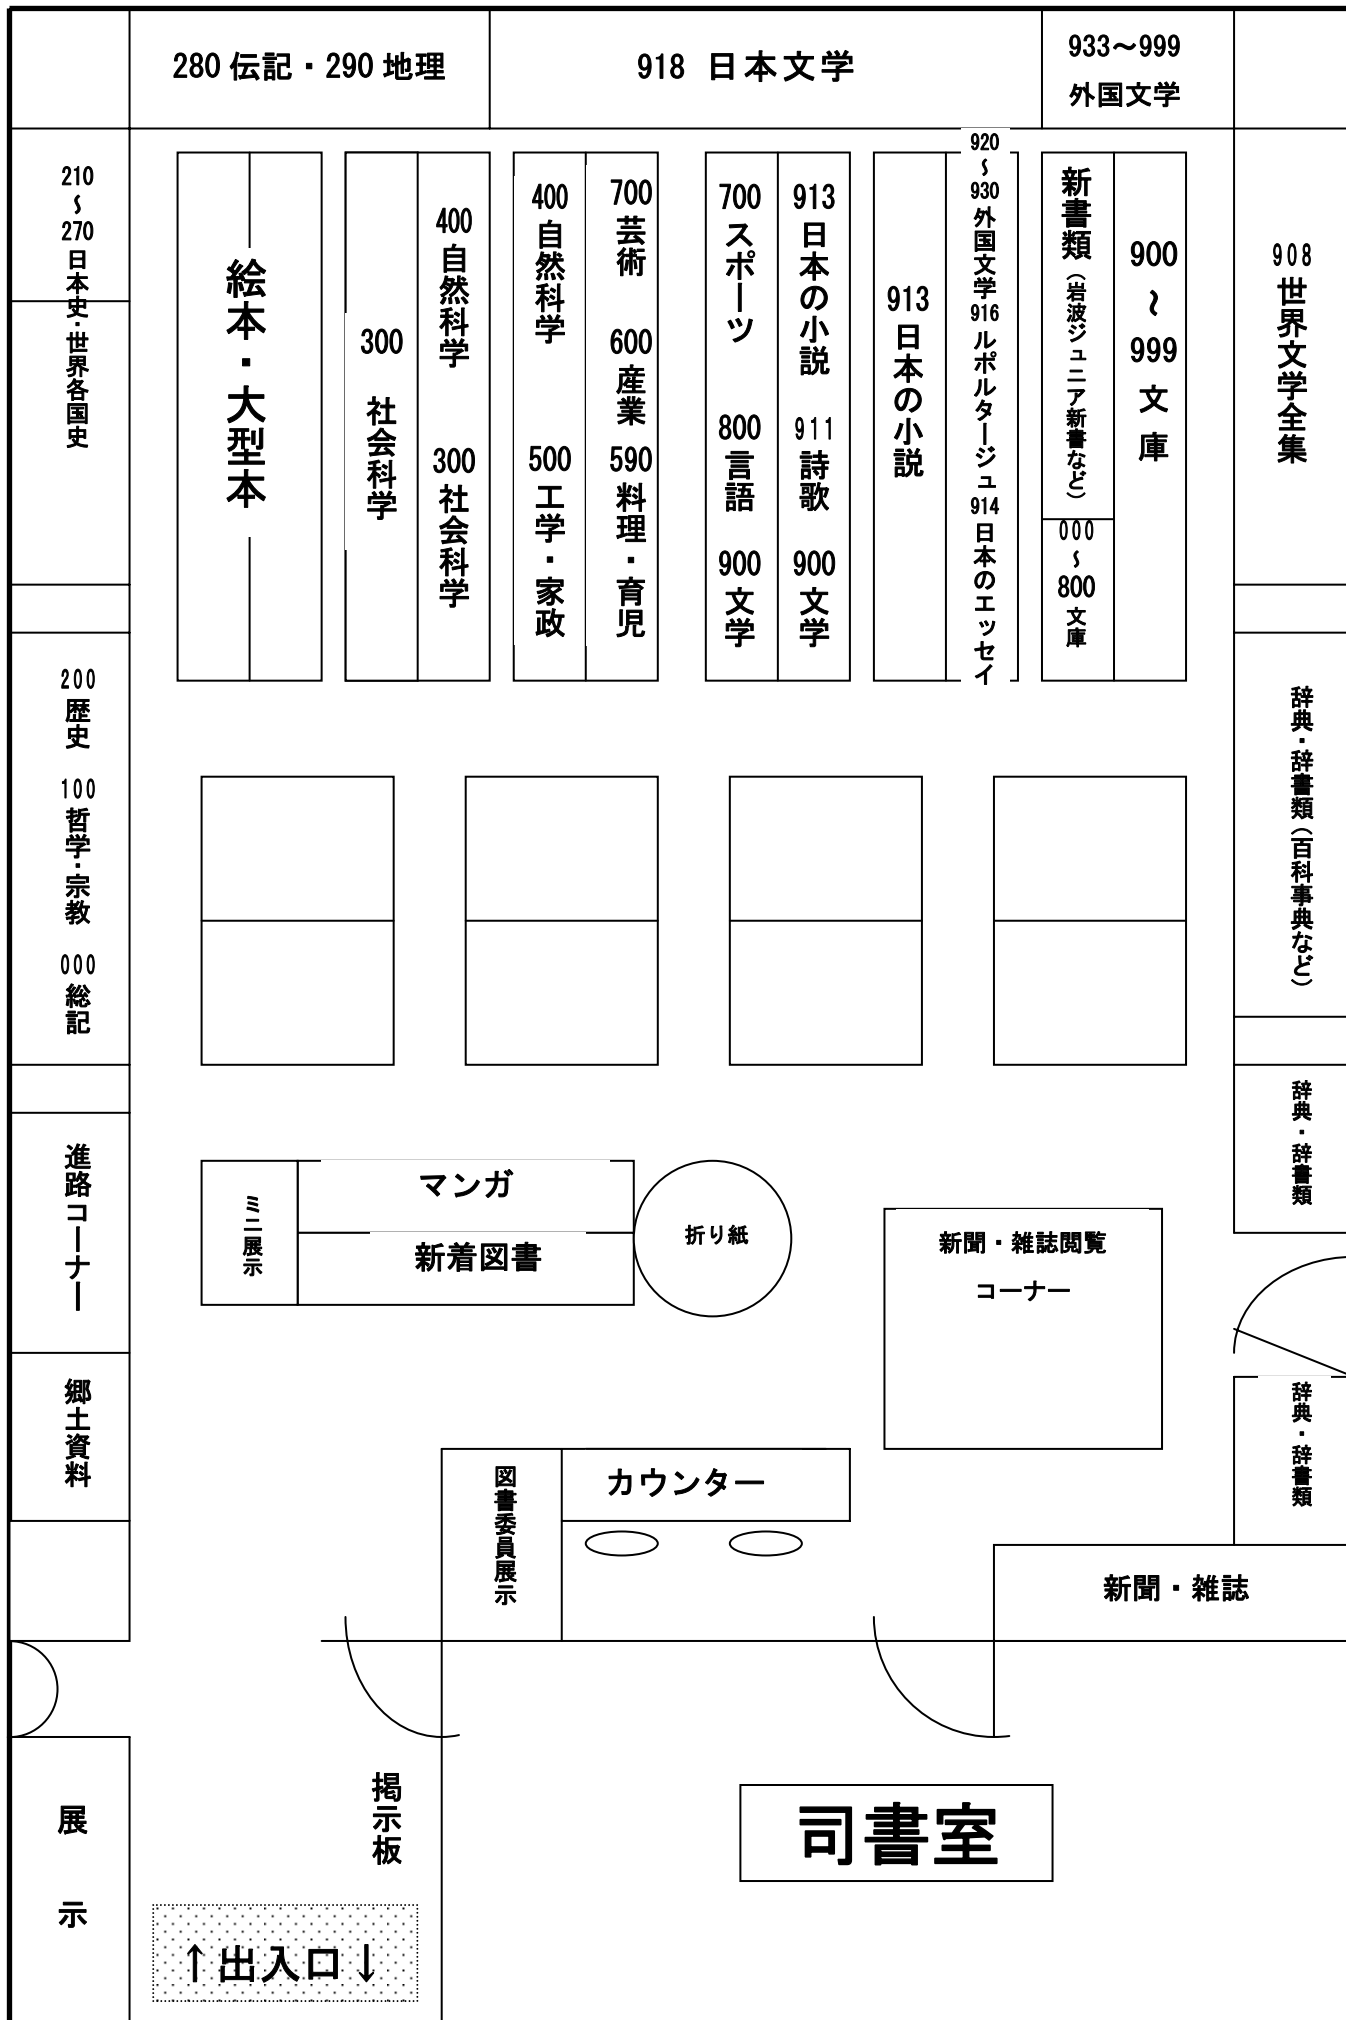 280 伝記・290 地理
918 日本文学
933～999
外国文学
210～270 日本史・世界各国史
絵本・大型本
300 社会科学
400 自然科学 300 社会科学
400 自然科学 500 工学・家政
700 芸術 600 産業 590 料理・育児
700 スポーツ 800 言語 900 文学
913 日本の小説 911 詩歌 900 文学
913 日本の小説
920～930 外国文学 916 ルポルタージュ 914 日本のエッセイ
新書類（岩波ジュニア新書など）
000～800 文庫
900～999 文庫
908 世界文学全集
200 歴史 100 哲学・宗教 000 総記
辞典・辞書類（百科事典など）
辞典・辞書類
進路コーナー
ミニ展示
マンガ
新着図書
折り紙
新聞・雑誌閲覧
コーナー
郷土資料
図書委員展示
カウンター
辞典・辞書類
新聞・雑誌
展示
掲示板
司書室
↑出入口↓